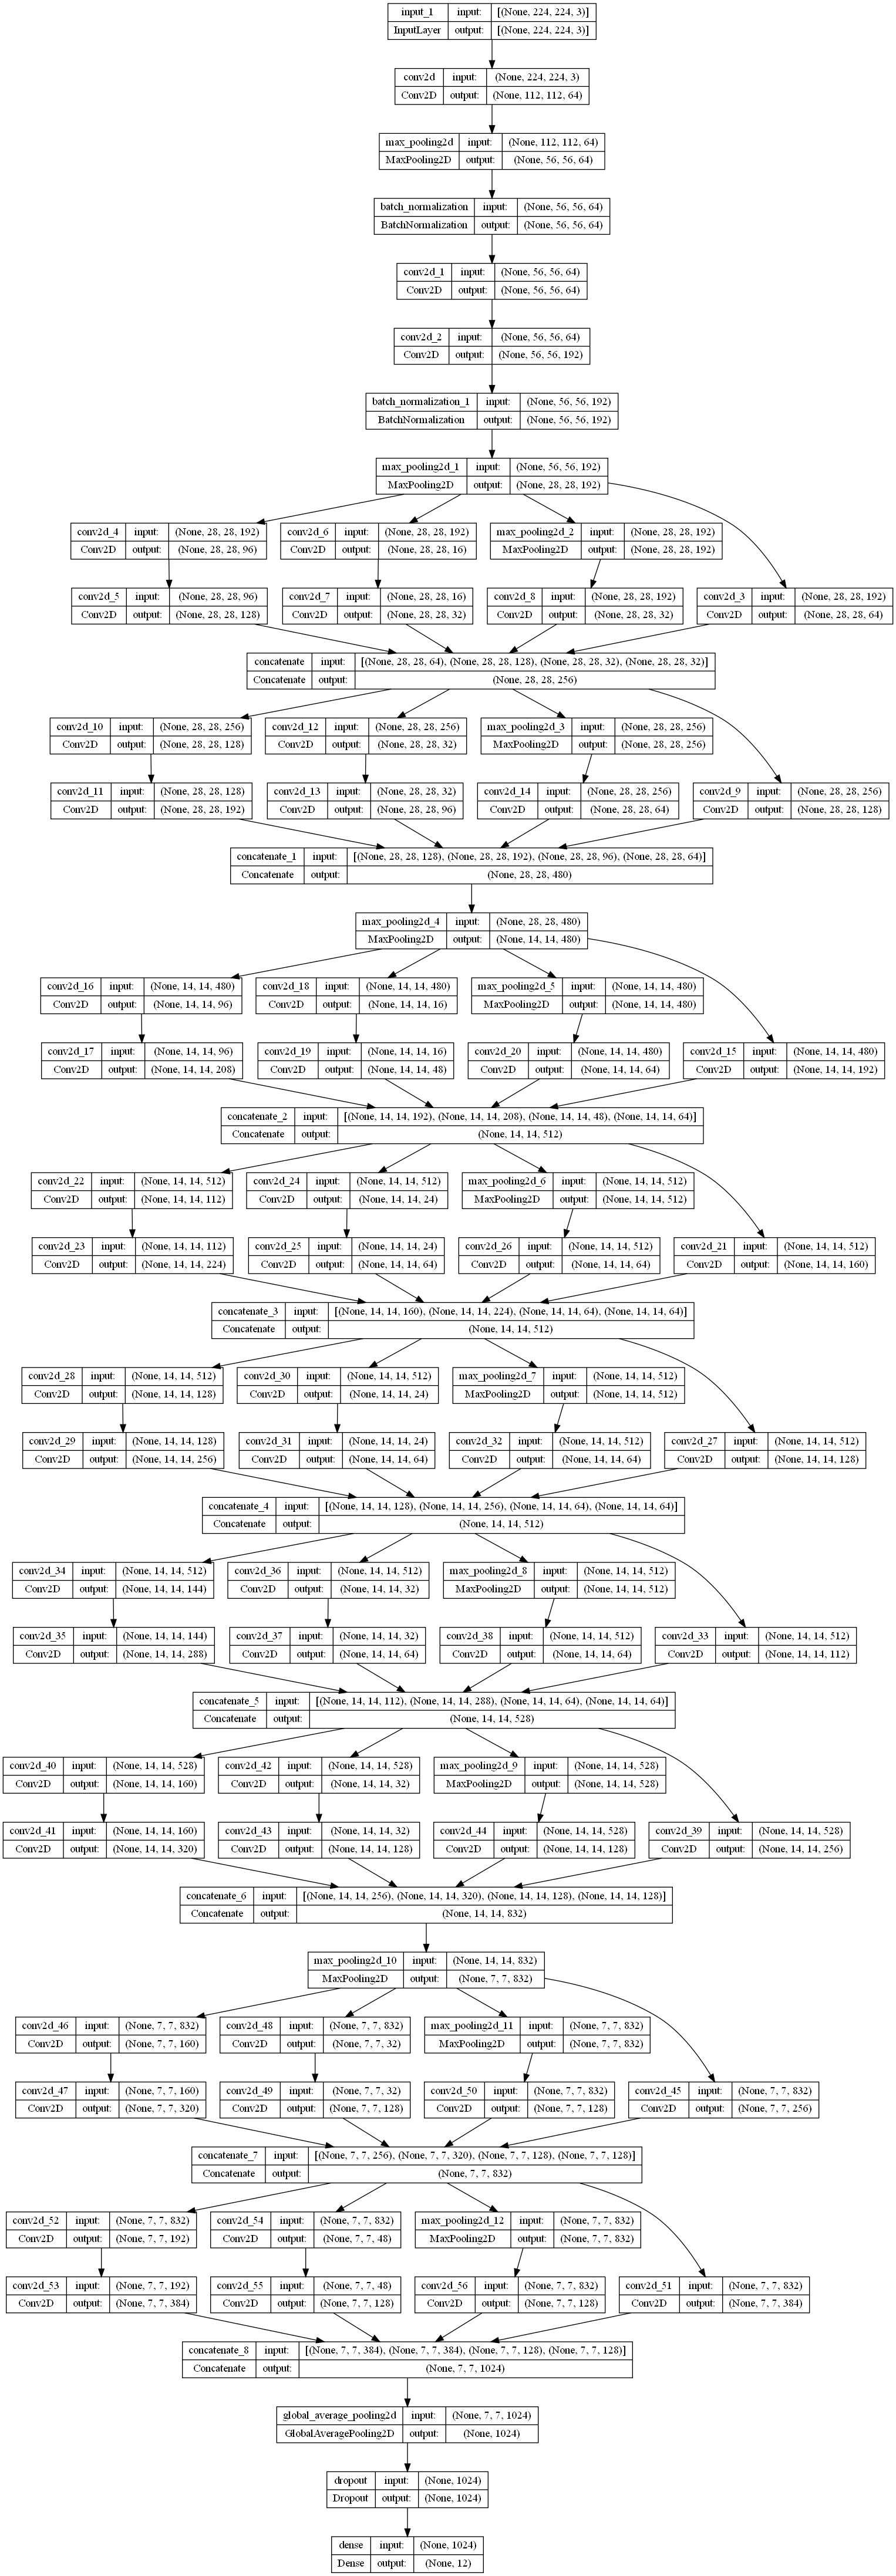 input_1 input: [(None, 224, 224, 3)]
InputLayer output: [(None, 224, 224, 3)]
conv2d input: (None, 224, 224, 3)
Conv2D output: (None, 112, 112, 64)
max_pooling2d input: (None, 112, 112, 64)
MaxPooling2D output: (None, 56, 56, 64)
batch_normalization input: (None, 56, 56, 64)
BatchNormalization output: (None, 56, 56, 64)
conv2d_1 input: (None, 56, 56, 64)
Conv2D output: (None, 56, 56, 64)
conv2d_2 input: (None, 56, 56, 64)
Conv2D output: (None, 56, 56, 192)
batch_normalization_1 input: (None, 56, 56, 192)
BatchNormalization output: (None, 56, 56, 192)
max_pooling2d_1 input: (None, 56, 56, 192)
MaxPooling2D output: (None, 28, 28, 192)
conv2d_4 input: (None, 28, 28, 192) conv2d_6 input: (None, 28, 28, 192) max_pooling2d_2 input: (None, 28, 28, 192)
Conv2D output: (None, 28, 28, 96) Conv2D output: (None, 28, 28, 16) MaxPooling2D output: (None, 28, 28, 192)
conv2d_5 input: (None, 28, 28, 96) conv2d_7 input: (None, 28, 28, 16) conv2d_8 input: (None, 28, 28, 192) conv2d_3 input: (None, 28, 28, 192)
Conv2D output: (None, 28, 28, 128) Conv2D output: (None, 28, 28, 32) Conv2D output: (None, 28, 28, 32) Conv2D output: (None, 28, 28, 64)
concatenate input: [(None, 28, 28, 64), (None, 28, 28, 128), (None, 28, 28, 32), (None, 28, 28, 32)]
Concatenate output: (None, 28, 28, 256)
conv2d_10 input: (None, 28, 28, 256) conv2d_12 input: (None, 28, 28, 256) max_pooling2d_3 input: (None, 28, 28, 256)
Conv2D output: (None, 28, 28, 128) Conv2D output: (None, 28, 28, 32) MaxPooling2D output: (None, 28, 28, 256)
conv2d_11 input: (None, 28, 28, 128) conv2d_13 input: (None, 28, 28, 32) conv2d_14 input: (None, 28, 28, 256) conv2d_9 input: (None, 28, 28, 256)
Conv2D output: (None, 28, 28, 192) Conv2D output: (None, 28, 28, 96) Conv2D output: (None, 28, 28, 64) Conv2D output: (None, 28, 28, 128)
concatenate_1 input: [(None, 28, 28, 128), (None, 28, 28, 192), (None, 28, 28, 96), (None, 28, 28, 64)]
Concatenate output: (None, 28, 28, 480)
max_pooling2d_4 input: (None, 28, 28, 480)
MaxPooling2D output: (None, 14, 14, 480)
conv2d_16 input: (None, 14, 14, 480) conv2d_18 input: (None, 14, 14, 480) max_pooling2d_5 input: (None, 14, 14, 480)
Conv2D output: (None, 14, 14, 96) Conv2D output: (None, 14, 14, 16) MaxPooling2D output: (None, 14, 14, 480)
conv2d_17 input: (None, 14, 14, 96) conv2d_19 input: (None, 14, 14, 16) conv2d_20 input: (None, 14, 14, 480) conv2d_15 input: (None, 14, 14, 480)
Conv2D output: (None, 14, 14, 208) Conv2D output: (None, 14, 14, 48) Conv2D output: (None, 14, 14, 64) Conv2D output: (None, 14, 14, 192)
concatenate_2 input: [(None, 14, 14, 192), (None, 14, 14, 208), (None, 14, 14, 48), (None, 14, 14, 64)]
Concatenate output: (None, 14, 14, 512)
conv2d_22 input: (None, 14, 14, 512) conv2d_24 input: (None, 14, 14, 512) max_pooling2d_6 input: (None, 14, 14, 512)
Conv2D output: (None, 14, 14, 112) Conv2D output: (None, 14, 14, 24) MaxPooling2D output: (None, 14, 14, 512)
conv2d_23 input: (None, 14, 14, 112) conv2d_25 input: (None, 14, 14, 24) conv2d_26 input: (None, 14, 14, 512) conv2d_21 input: (None, 14, 14, 512)
Conv2D output: (None, 14, 14, 224) Conv2D output: (None, 14, 14, 64) Conv2D output: (None, 14, 14, 64) Conv2D output: (None, 14, 14, 160)
concatenate_3 input: [(None, 14, 14, 160), (None, 14, 14, 224), (None, 14, 14, 64), (None, 14, 14, 64)]
Concatenate output: (None, 14, 14, 512)
conv2d_28 input: (None, 14, 14, 512) conv2d_30 input: (None, 14, 14, 512) max_pooling2d_7 input: (None, 14, 14, 512)
Conv2D output: (None, 14, 14, 128) Conv2D output: (None, 14, 14, 24) MaxPooling2D output: (None, 14, 14, 512)
conv2d_29 input: (None, 14, 14, 128) conv2d_31 input: (None, 14, 14, 24) conv2d_32 input: (None, 14, 14, 512) conv2d_27 input: (None, 14, 14, 512)
Conv2D output: (None, 14, 14, 256) Conv2D output: (None, 14, 14, 64) Conv2D output: (None, 14, 14, 64) Conv2D output: (None, 14, 14, 128)
concatenate_4 input: [(None, 14, 14, 128), (None, 14, 14, 256), (None, 14, 14, 64), (None, 14, 14, 64)]
Concatenate output: (None, 14, 14, 512)
conv2d_34 input: (None, 14, 14, 512) conv2d_36 input: (None, 14, 14, 512) max_pooling2d_8 input: (None, 14, 14, 512)
Conv2D output: (None, 14, 14, 144) Conv2D output: (None, 14, 14, 32) MaxPooling2D output: (None, 14, 14, 512)
conv2d_35 input: (None, 14, 14, 144) conv2d_37 input: (None, 14, 14, 32) conv2d_38 input: (None, 14, 14, 512) conv2d_33 input: (None, 14, 14, 512)
Conv2D output: (None, 14, 14, 288) Conv2D output: (None, 14, 14, 64) Conv2D output: (None, 14, 14, 64) Conv2D output: (None, 14, 14, 112)
concatenate_5 input: [(None, 14, 14, 112), (None, 14, 14, 288), (None, 14, 14, 64), (None, 14, 14, 64)]
Concatenate output: (None, 14, 14, 528)
conv2d_40 input: (None, 14, 14, 528) conv2d_42 input: (None, 14, 14, 528) max_pooling2d_9 input: (None, 14, 14, 528)
Conv2D output: (None, 14, 14, 160) Conv2D output: (None, 14, 14, 32) MaxPooling2D output: (None, 14, 14, 528)
conv2d_41 input: (None, 14, 14, 160) conv2d_43 input: (None, 14, 14, 32) conv2d_44 input: (None, 14, 14, 528) conv2d_39 input: (None, 14, 14, 528)
Conv2D output: (None, 14, 14, 320) Conv2D output: (None, 14, 14, 128) Conv2D output: (None, 14, 14, 128) Conv2D output: (None, 14, 14, 256)
concatenate_6 input: [(None, 14, 14, 256), (None, 14, 14, 320), (None, 14, 14, 128), (None, 14, 14, 128)]
Concatenate output: (None, 14, 14, 832)
max_pooling2d_10 input: (None, 14, 14, 832)
MaxPooling2D output: (None, 7, 7, 832)
conv2d_46 input: (None, 7, 7, 832) conv2d_48 input: (None, 7, 7, 832) max_pooling2d_11 input: (None, 7, 7, 832)
Conv2D output: (None, 7, 7, 160) Conv2D output: (None, 7, 7, 32) MaxPooling2D output: (None, 7, 7, 832)
conv2d_47 input: (None, 7, 7, 160) conv2d_49 input: (None, 7, 7, 32) conv2d_50 input: (None, 7, 7, 832) conv2d_45 input: (None, 7, 7, 832)
Conv2D output: (None, 7, 7, 320) Conv2D output: (None, 7, 7, 128) Conv2D output: (None, 7, 7, 128) Conv2D output: (None, 7, 7, 256)
concatenate_7 input: [(None, 7, 7, 256), (None, 7, 7, 320), (None, 7, 7, 128), (None, 7, 7, 128)]
Concatenate output: (None, 7, 7, 832)
conv2d_52 input: (None, 7, 7, 832) conv2d_54 input: (None, 7, 7, 832) max_pooling2d_12 input: (None, 7, 7, 832)
Conv2D output: (None, 7, 7, 192) Conv2D output: (None, 7, 7, 48) MaxPooling2D output: (None, 7, 7, 832)
conv2d_53 input: (None, 7, 7, 192) conv2d_55 input: (None, 7, 7, 48) conv2d_56 input: (None, 7, 7, 832) conv2d_51 input: (None, 7, 7, 832)
Conv2D output: (None, 7, 7, 384) Conv2D output: (None, 7, 7, 128) Conv2D output: (None, 7, 7, 128) Conv2D output: (None, 7, 7, 384)
concatenate_8 input: [(None, 7, 7, 384), (None, 7, 7, 384), (None, 7, 7, 128), (None, 7, 7, 128)]
Concatenate output: (None, 7, 7, 1024)
global_average_pooling2d input: (None, 7, 7, 1024)
GlobalAveragePooling2D output: (None, 1024)
dropout input: (None, 1024)
Dropout output: (None, 1024)
dense input: (None, 1024)
Dense output: (None, 12)